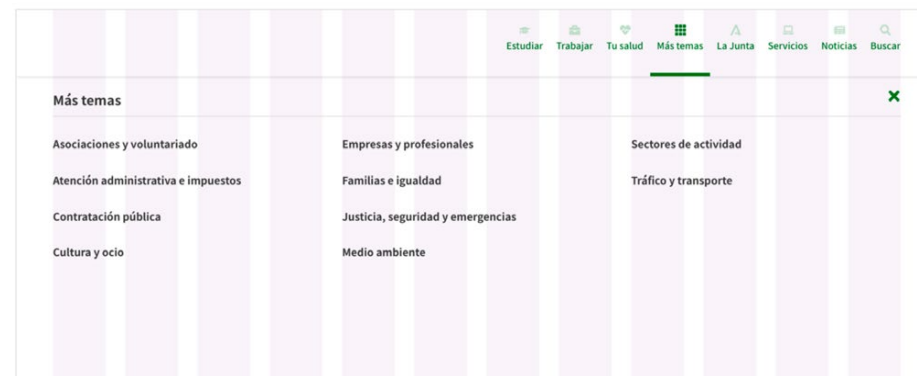 Estudiar Trabajar Tu salud Más temas La Junta Servicios Noticias Buscar
Más temas
Asociaciones y voluntariado
Atención administrativa e impuestos
Contratación pública
Cultura y ocio
Empresas y profesionales
Familias e igualdad
Justicia, seguridad y emergencias
Medio ambiente
Sectores de actividad
Tráfico y transporte